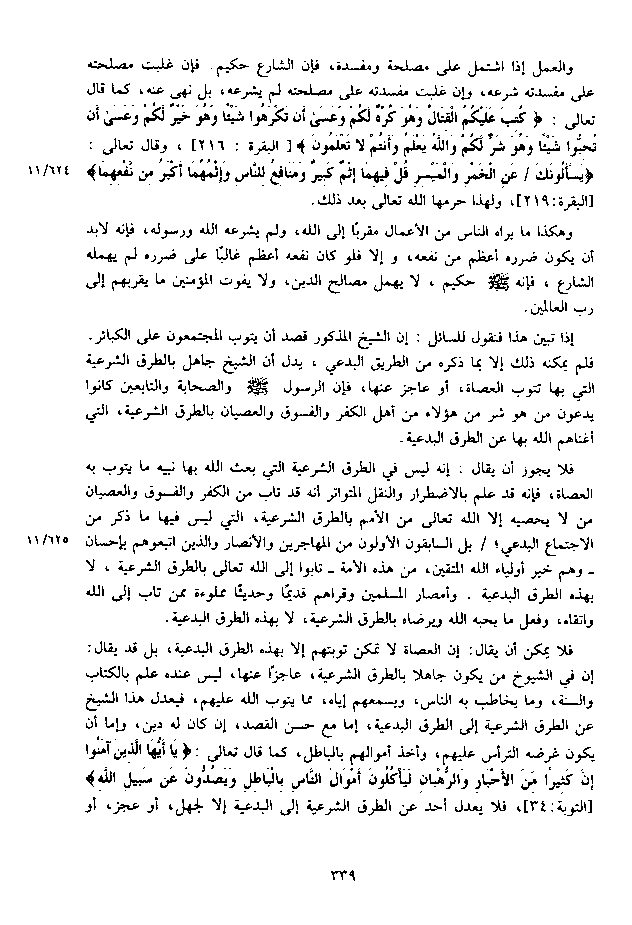 والعمل إذا اشتمل على مصلحة ومفسدة، فإن الشارع حكيم. فإن غلبت مصلحته
على مفسدته شرعه، وإن غلبت مفسدته على مصلحته لم يشرعه، بل نهى عنه، كما قال
تعالى : ﴿ كُتِبَ عَلَيْكُمُ الْقِتَالُ وَهُوَ كُرْهٌ لَكُمْ وَعَسَىٰ أَن تَكْرَهُوا شَيْئًا وَهُوَ خَيْرٌ لَكُمْ وَعَسَىٰ أَن
تُحِبُّوا شَيْئًا وَهُوَ شَرٌّ لَكُمْ وَاللَّهُ يَعْلَمُ وَأَنتُمْ لَا تَعْلَمُونَ ﴾ [ البقرة : ٢١٦] ، وقال تعالى :
﴿يَسْأَلُونَكَ / عَنِ الْخَمْرِ وَالْمَيْسِرِ قُلْ فِيهِمَا إِثْمٌ كَبِيرٌ وَمَنَافِعُ لِلنَّاسِ وَإِثْمُهُمَا أَكْبَرُ مِن نَّفْعِهِمَا﴾ ١١/٦٢٤
[البقرة:٢١٩]، ولهذا حرمها الله تعالى بعد ذلك.
وهكذا ما يراه الناس من الأعمال مقربًا إلى الله، ولم يشرعه الله ورسوله، فإنه لابد
أن يكون ضرره أعظم من نفعه، و إلا فلو كان نفعه أعظم غالبًا على ضرره لم يهمله
الشارع ، فإنه ﷺ حكيم ، لا يهمل مصالح الدين، ولا يفوت المؤمنين ما يقربهم إلى
رب العالمين.
إذا تبين هذا فنقول للسائل : إن الشيخ المذكور قصد أن يتوب المجتمعون على الكبائر.
فلم يمكنه ذلك إلا بما ذكره من الطريق البدعي ، يدل أن الشيخ جاهل بالطرق الشرعية
التي بها تتوب العصاة، أو عاجز عنها، فإن الرسول ﷺ والصحابة والتابعين كانوا
يدعون من هو شر من هؤلاء من أهل الكفر والفسوق والعصيان بالطرق الشرعية، التي
أغناهم الله بها عن الطرق البدعية.
فلا يجوز أن يقال : إنه ليس في الطرق الشرعية التي بعث الله بها نبيه ما يتوب به
العصاة، فإنه قد علم بالاضطرار والنقل المتواتر أنه قد تاب من الكفر والفسوق والعصيان
من لا يحصيه إلا الله تعالى من الأمم بالطرق الشرعية، التي ليس فيها ما ذكر من
الاجتماع البدعي؛ / بل السابقون الأولون من المهاجرين والأنصار والذين اتبعوهم بإحسان ١١/٦٢٥
ـ وهم خير أولياء الله المتقين، من هذه الأمة ـ تابوا إلى الله تعالى بالطرق الشرعية ، لا
بهذه الطرق البدعية . وأمصار المسلمين وقراهم قديمًا وحديثًا مملوءة ممن تاب إلى الله
واتقاه، وفعل ما يحبه الله ويرضاه بالطرق الشرعية، لا بهذه الطرق البدعية.
فلا يمكن أن يقال: إن العصاة لا تمكن توبتهم إلا بهذه الطرق البدعية، بل قد يقال:
إن في الشيوخ من يكون جاهلا بالطرق الشرعية، عاجزًا عنها، ليس عنده علم بالكتاب
والسنة، وما يخاطب به الناس، ويسمعهم إياه، مما يتوب الله عليهم، فيعدل هذا الشيخ
عن الطرق الشرعية إلى الطرق البدعية، إما مع حسن القصد، إن كان له دين، وإما أن
يكون غرضه الترأس عليهم، وأخذ أموالهم بالباطل، كما قال تعالى :﴿ يَا أَيُّهَا الَّذِينَ آمَنُوا
إِنَّ كَثِيرًا مِّنَ الْأَحْبَارِ وَالرُّهْبَانِ لَيَأْكُلُونَ أَمْوَالَ النَّاسِ بِالْبَاطِلِ وَيَصُدُّونَ عَن سَبِيلِ اللَّهِ﴾
[التوبة:٣٤]، فلا يعدل أحد عن الطرق الشرعية إلى البدعية إلا لجهل، أو عجز، أو
٣٣٩